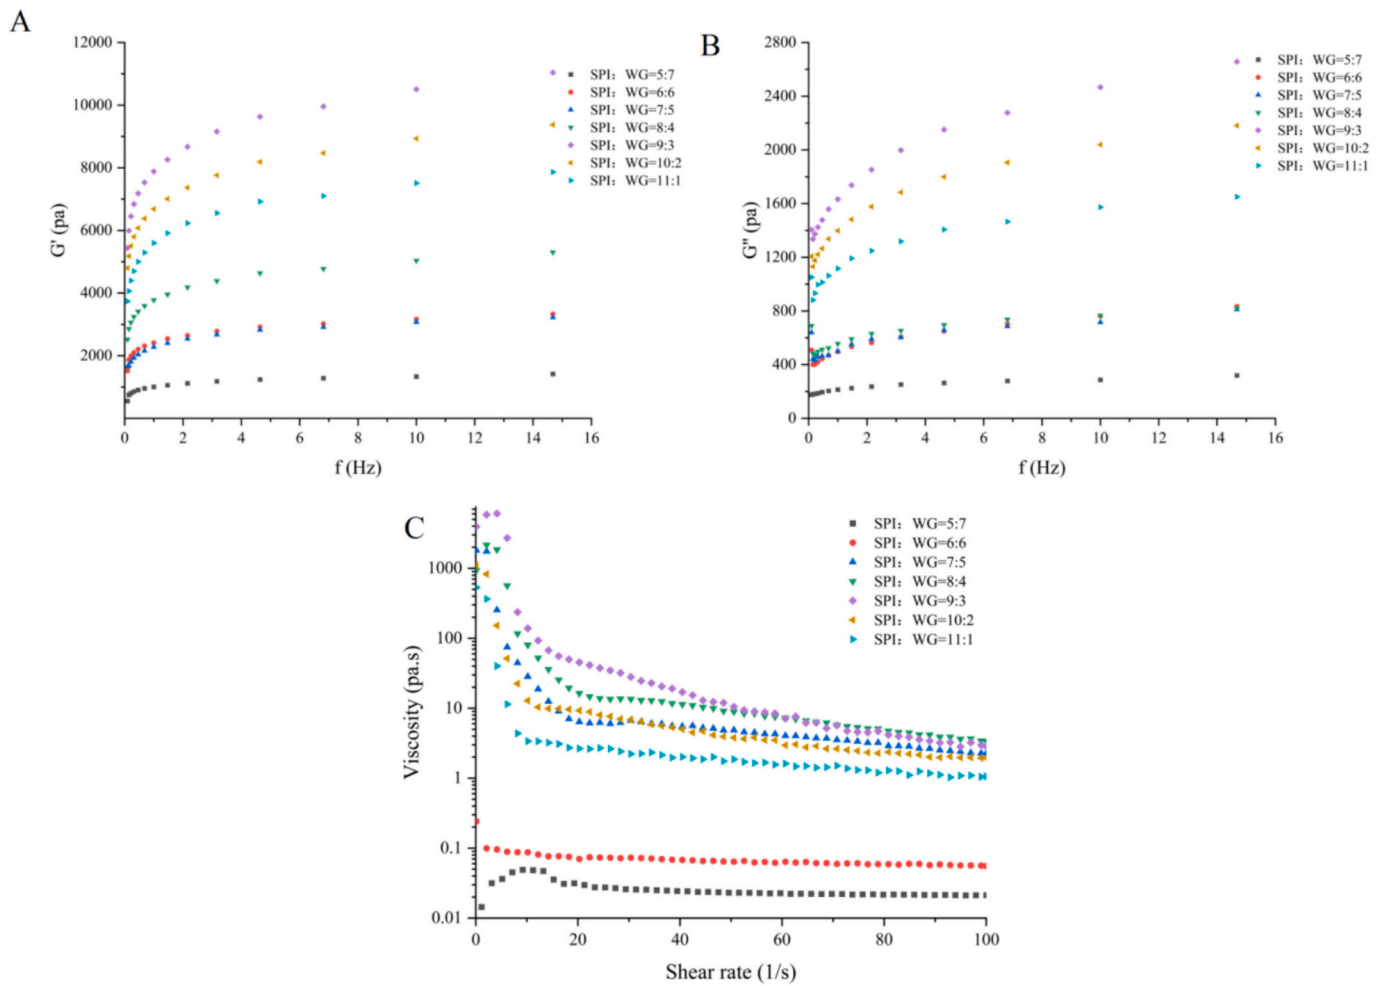 A
12000
10000
8000
6000
4000
2000
G' (pa)
0 2 4 6 8 10 12 14 16
f (Hz)
SPI：WG=5:7
SPI：WG=6:6
SPI：WG=7:5
SPI：WG=8:4
SPI：WG=9:3
SPI：WG=10:2
SPI：WG=11:1
B
2800
2400
2000
1600
1200
800
400
0
G" (pa)
0 2 4 6 8 10 12 14 16
f (Hz)
SPI：WG=5:7
SPI：WG=6:6
SPI：WG=7:5
SPI：WG=8:4
SPI：WG=9:3
SPI：WG=10:2
SPI：WG=11:1
C
1000
100
10
1
0.1
0.01
Viscosity (pa.s)
0 20 40 60 80 100
Shear rate (1/s)
SPI：WG=5:7
SPI：WG=6:6
SPI：WG=7:5
SPI：WG=8:4
SPI：WG=9:3
SPI：WG=10:2
SPI：WG=11:1